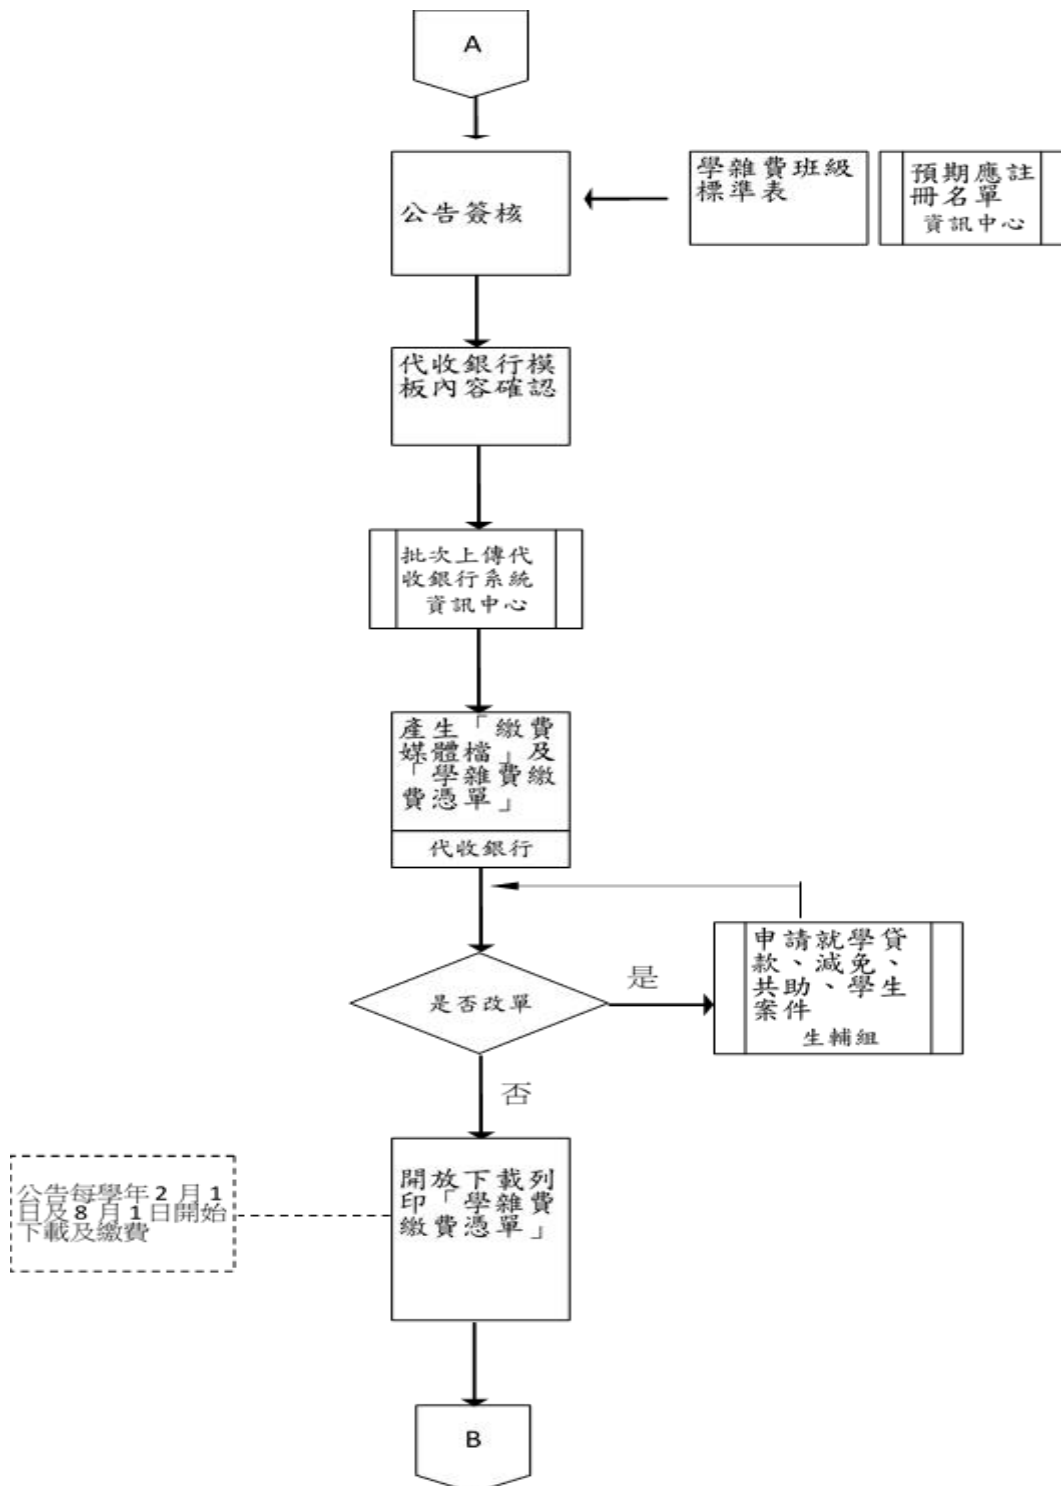 A
公告簽核
學雜費班級
標準表
預期應註
冊名單
資訊中心
代收銀行模
板內容確認
批次上傳代
收銀行系統
資訊中心
產生「繳費
媒體檔」及
「學雜費繳
費憑單」
代收銀行
是否改單
是
申請就學貸
款、減免、
共助、學生
案件
生輔組
否
開放下載列
印「學雜費
繳費憑單」
公告每學年2月1
日及8月1日開始
下載及繳費
B